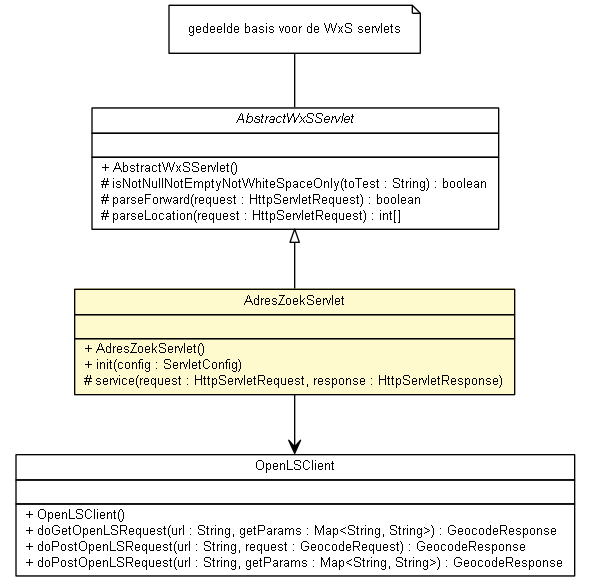 gedeelde basis voor de WxS servlets
AbstractWxSServlet
+ AbstractWxSServlet()
# isNotNullNotEmptyNotWhiteSpaceOnly(toTest : String) : boolean
# parseForward(request : HttpServletRequest) : boolean
# parseLocation(request : HttpServletRequest) : int[]
AdresZoekServlet
+ AdresZoekServlet()
+ init(config : ServletConfig)
# service(request : HttpServletRequest, response : HttpServletResponse)
OpenLSClient
+ OpenLSClient()
+ doGetOpenLSRequest(url : String, getParams : Map<String, String>) : GeocodeResponse
+ doPostOpenLSRequest(url : String, request : GeocodeRequest) : GeocodeResponse
+ doPostOpenLSRequest(url : String, getParams : Map<String, String>) : GeocodeResponse